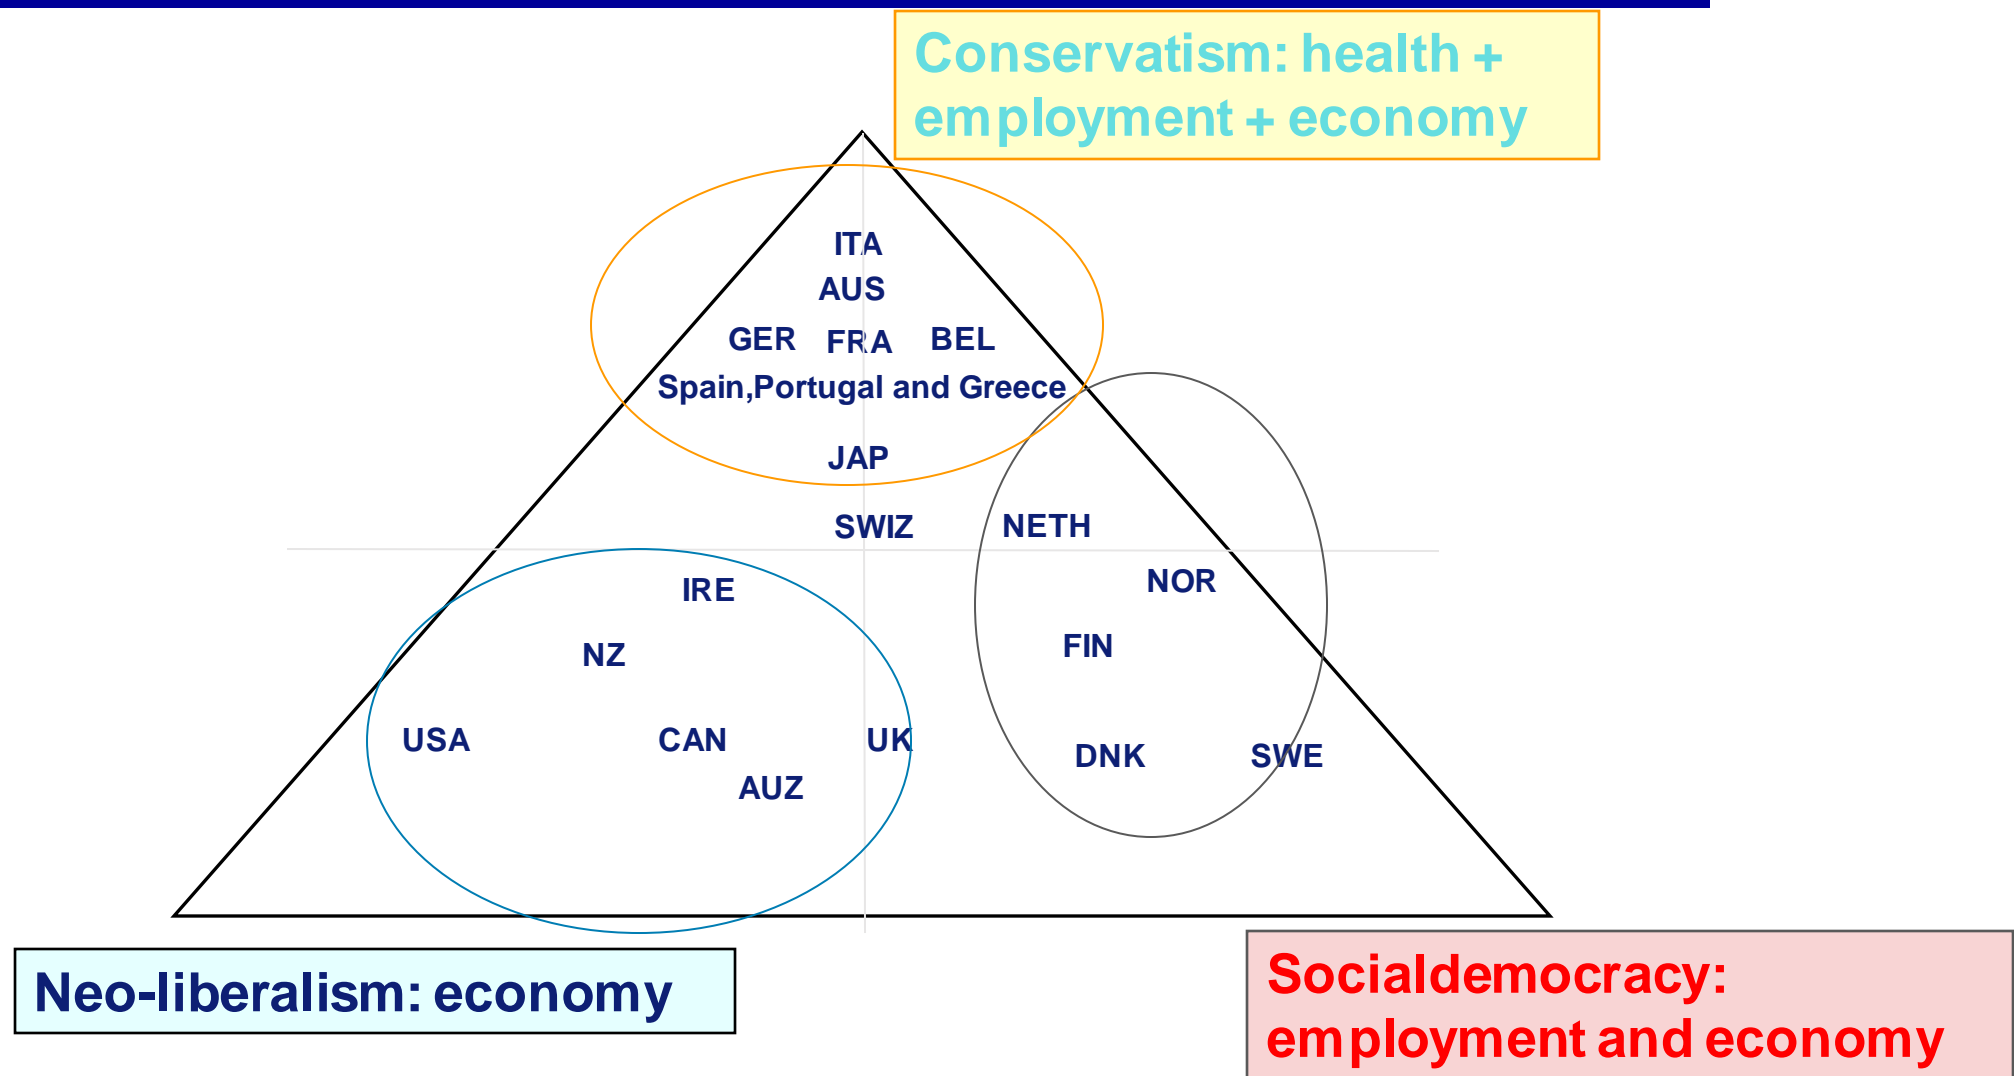 Conservatism: health +
employment + economy
ITA
AUS
GER FRA BEL
Spain,Portugal and Greece
JAP
SWIZ NETH
IRE NOR
NZ FIN
USA CAN UK
DNK SWE
AUZ
Neo-liberalism: economy
Socialdemocracy:
employment and economy